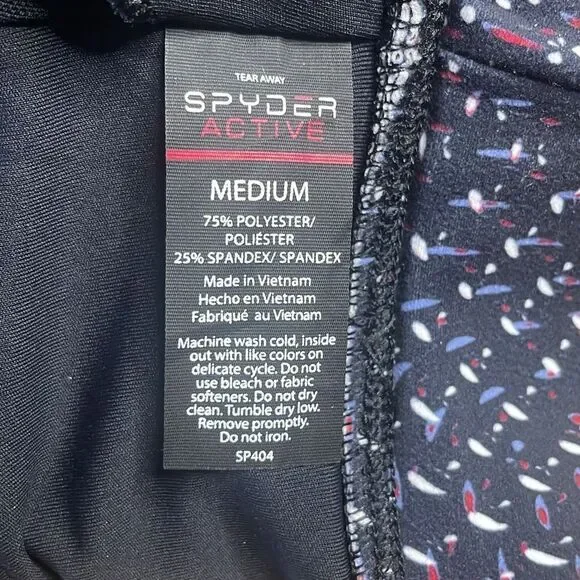 TEAR AWAY
SPYDER
ACTIVE
MEDIUM
75% POLYESTER/
POLIÉSTER
25% SPANDEX/ SPANDEX
Made in Vietnam
Hecho en Vietnam
Fabriqué au Vietnam
Machine wash cold, inside
out with like colors on
delicate cycle. Do not
use bleach or fabric
softeners. Do not dry
clean. Tumble dry low.
Remove promptly.
Do not iron.
SP404